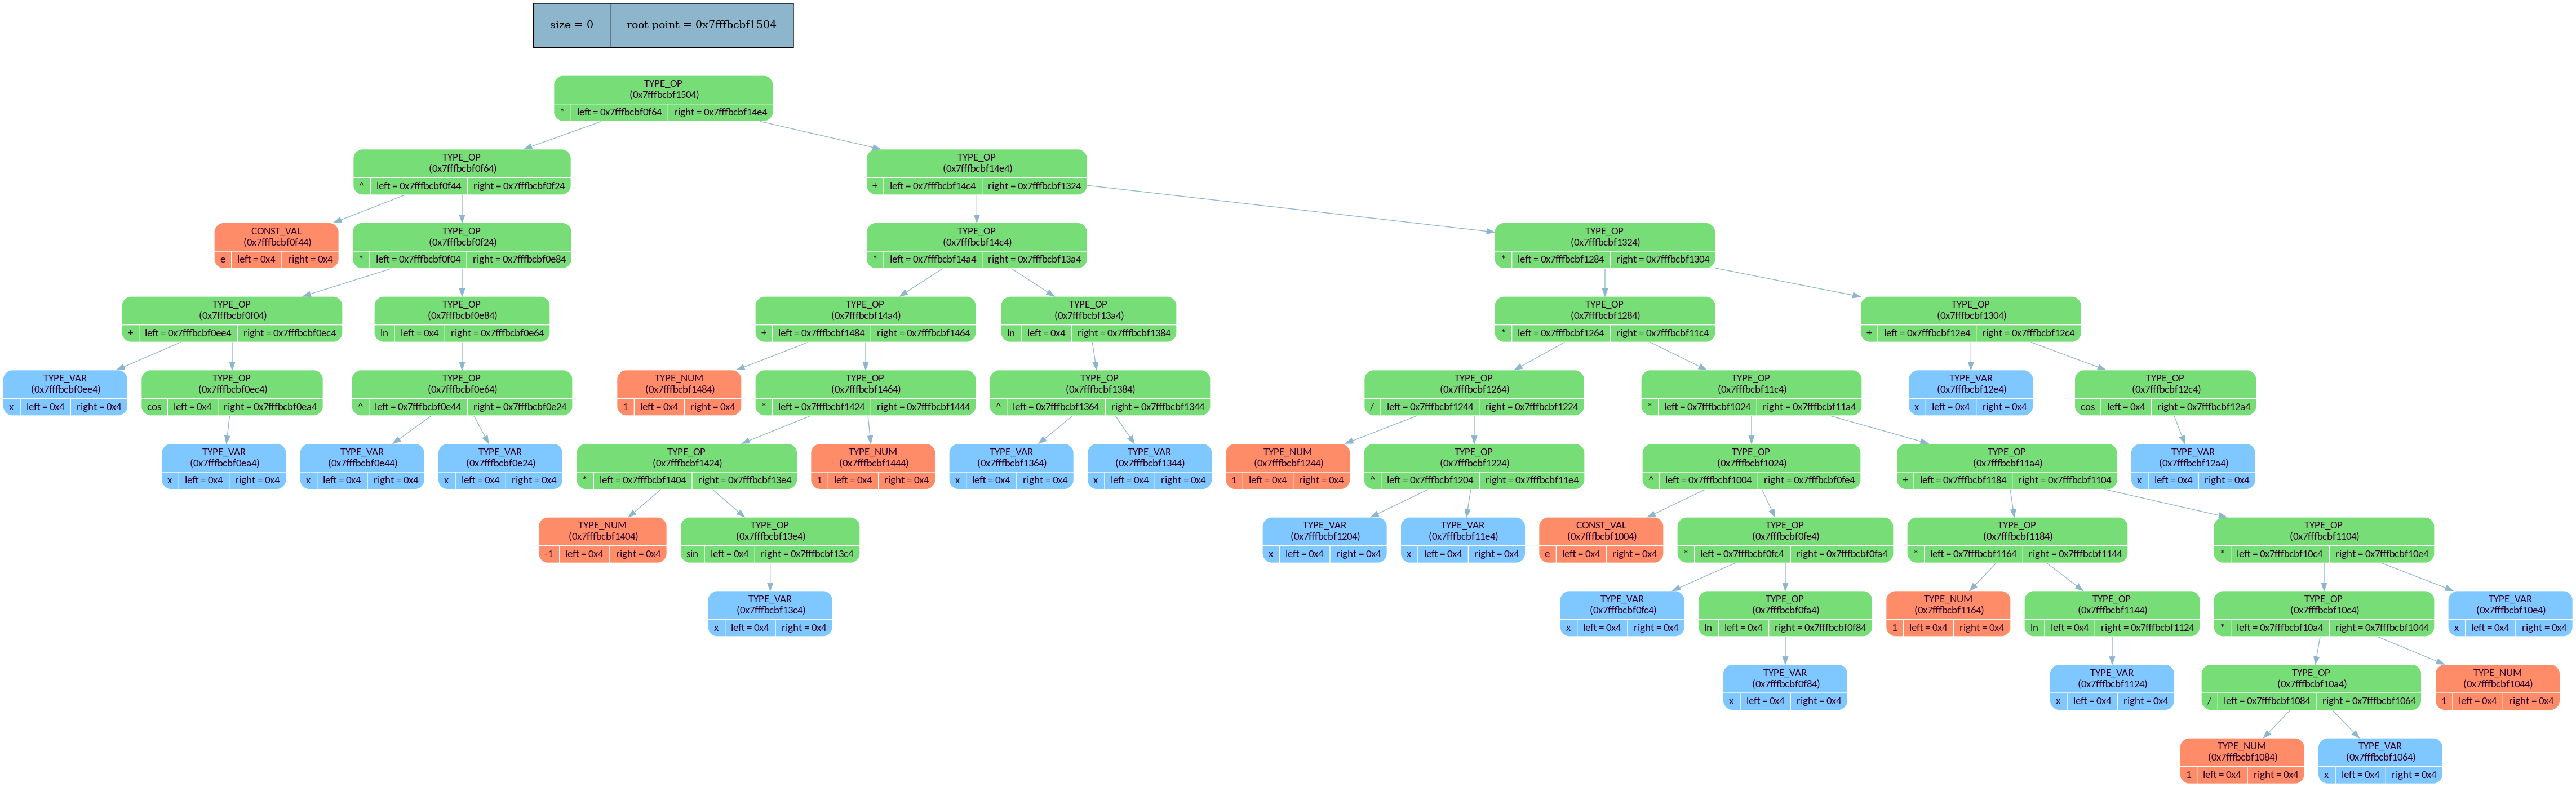 size = 0 root point = 0x7fffbcbf1504
TYPE_OP
(0x7fffbcbf1504)
* left = 0x7fffbcbf0f64 right = 0x7fffbcbf14e4
TYPE_OP
(0x7fffbcbf0f64)
^ left = 0x7fffbcbf0f44 right = 0x7fffbcbf0f24
TYPE_OP
(0x7fffbcbf14e4)
+ left = 0x7fffbcbf14c4 right = 0x7fffbcbf1324
CONST_VAL
(0x7fffbcbf0f44)
e left = 0x4 right = 0x4
TYPE_OP
(0x7fffbcbf0f24)
* left = 0x7fffbcbf0f04 right = 0x7fffbcbf0e84
TYPE_OP
(0x7fffbcbf14c4)
* left = 0x7fffbcbf14a4 right = 0x7fffbcbf13a4
TYPE_OP
(0x7fffbcbf1324)
* left = 0x7fffbcbf1284 right = 0x7fffbcbf1304
TYPE_OP
(0x7fffbcbf0f04)
+ left = 0x7fffbcbf0ee4 right = 0x7fffbcbf0ec4
TYPE_OP
(0x7fffbcbf0e84)
ln left = 0x4 right = 0x7fffbcbf0e64
TYPE_OP
(0x7fffbcbf14a4)
+ left = 0x7fffbcbf1484 right = 0x7fffbcbf1464
TYPE_OP
(0x7fffbcbf13a4)
ln left = 0x4 right = 0x7fffbcbf1384
TYPE_OP
(0x7fffbcbf1284)
* left = 0x7fffbcbf1264 right = 0x7fffbcbf11c4
TYPE_OP
(0x7fffbcbf1304)
+ left = 0x7fffbcbf12e4 right = 0x7fffbcbf12c4
TYPE_VAR
(0x7fffbcbf0ee4)
x left = 0x4 right = 0x4
TYPE_OP
(0x7fffbcbf0ec4)
cos left = 0x4 right = 0x7fffbcbf0ea4
TYPE_OP
(0x7fffbcbf0e64)
^ left = 0x7fffbcbf0e44 right = 0x7fffbcbf0e24
TYPE_NUM
(0x7fffbcbf1484)
1 left = 0x4 right = 0x4
TYPE_OP
(0x7fffbcbf1464)
* left = 0x7fffbcbf1424 right = 0x7fffbcbf1444
TYPE_OP
(0x7fffbcbf1384)
^ left = 0x7fffbcbf1364 right = 0x7fffbcbf1344
TYPE_OP
(0x7fffbcbf1264)
/ left = 0x7fffbcbf1244 right = 0x7fffbcbf1224
TYPE_OP
(0x7fffbcbf11c4)
* left = 0x7fffbcbf1024 right = 0x7fffbcbf11a4
TYPE_VAR
(0x7fffbcbf12e4)
x left = 0x4 right = 0x4
TYPE_OP
(0x7fffbcbf12c4)
cos left = 0x4 right = 0x7fffbcbf12a4
TYPE_VAR
(0x7fffbcbf0ea4)
x left = 0x4 right = 0x4
TYPE_VAR
(0x7fffbcbf0e44)
x left = 0x4 right = 0x4
TYPE_VAR
(0x7fffbcbf0e24)
x left = 0x4 right = 0x4
TYPE_OP
(0x7fffbcbf1424)
* left = 0x7fffbcbf1404 right = 0x7fffbcbf13e4
TYPE_NUM
(0x7fffbcbf1444)
1 left = 0x4 right = 0x4
TYPE_VAR
(0x7fffbcbf1364)
x left = 0x4 right = 0x4
TYPE_VAR
(0x7fffbcbf1344)
x left = 0x4 right = 0x4
TYPE_NUM
(0x7fffbcbf1244)
1 left = 0x4 right = 0x4
TYPE_OP
(0x7fffbcbf1224)
^ left = 0x7fffbcbf1204 right = 0x7fffbcbf11e4
TYPE_OP
(0x7fffbcbf1024)
^ left = 0x7fffbcbf1004 right = 0x7fffbcbf0fe4
TYPE_OP
(0x7fffbcbf11a4)
+ left = 0x7fffbcbf1184 right = 0x7fffbcbf1104
TYPE_VAR
(0x7fffbcbf12a4)
x left = 0x4 right = 0x4
TYPE_NUM
(0x7fffbcbf1404)
-1 left = 0x4 right = 0x4
TYPE_OP
(0x7fffbcbf13e4)
sin left = 0x4 right = 0x7fffbcbf13c4
TYPE_VAR
(0x7fffbcbf1204)
x left = 0x4 right = 0x4
TYPE_VAR
(0x7fffbcbf11e4)
x left = 0x4 right = 0x4
CONST_VAL
(0x7fffbcbf1004)
e left = 0x4 right = 0x4
TYPE_OP
(0x7fffbcbf0fe4)
* left = 0x7fffbcbf0fc4 right = 0x7fffbcbf0fa4
TYPE_OP
(0x7fffbcbf1184)
* left = 0x7fffbcbf1164 right = 0x7fffbcbf1144
TYPE_OP
(0x7fffbcbf1104)
* left = 0x7fffbcbf10c4 right = 0x7fffbcbf10e4
TYPE_VAR
(0x7fffbcbf13c4)
x left = 0x4 right = 0x4
TYPE_VAR
(0x7fffbcbf0fc4)
x left = 0x4 right = 0x4
TYPE_OP
(0x7fffbcbf0fa4)
ln left = 0x4 right = 0x7fffbcbf0f84
TYPE_NUM
(0x7fffbcbf1164)
1 left = 0x4 right = 0x4
TYPE_OP
(0x7fffbcbf1144)
ln left = 0x4 right = 0x7fffbcbf1124
TYPE_OP
(0x7fffbcbf10c4)
* left = 0x7fffbcbf10a4 right = 0x7fffbcbf1044
TYPE_VAR
(0x7fffbcbf10e4)
x left = 0x4 right = 0x4
TYPE_VAR
(0x7fffbcbf0f84)
x left = 0x4 right = 0x4
TYPE_VAR
(0x7fffbcbf1124)
x left = 0x4 right = 0x4
TYPE_OP
(0x7fffbcbf10a4)
/ left = 0x7fffbcbf1084 right = 0x7fffbcbf1064
TYPE_NUM
(0x7fffbcbf1044)
1 left = 0x4 right = 0x4
TYPE_NUM
(0x7fffbcbf1084)
1 left = 0x4 right = 0x4
TYPE_VAR
(0x7fffbcbf1064)
x left = 0x4 right = 0x4